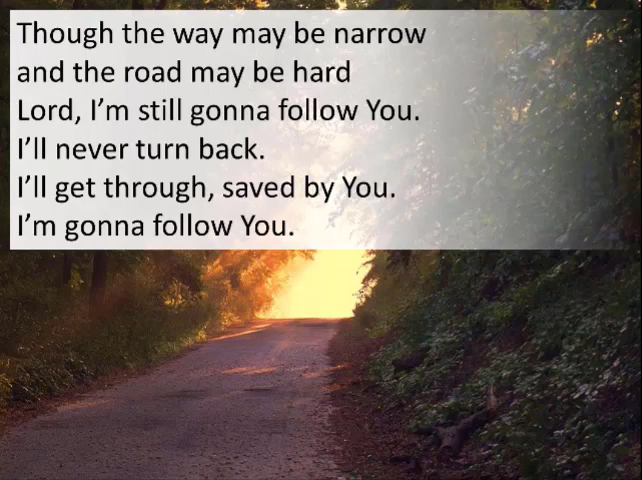 Though the way may be narrow
and the road may be hard
Lord, I’m still gonna follow You.
I’ll never turn back.
I’ll get through, saved by You.
I’m gonna follow You.